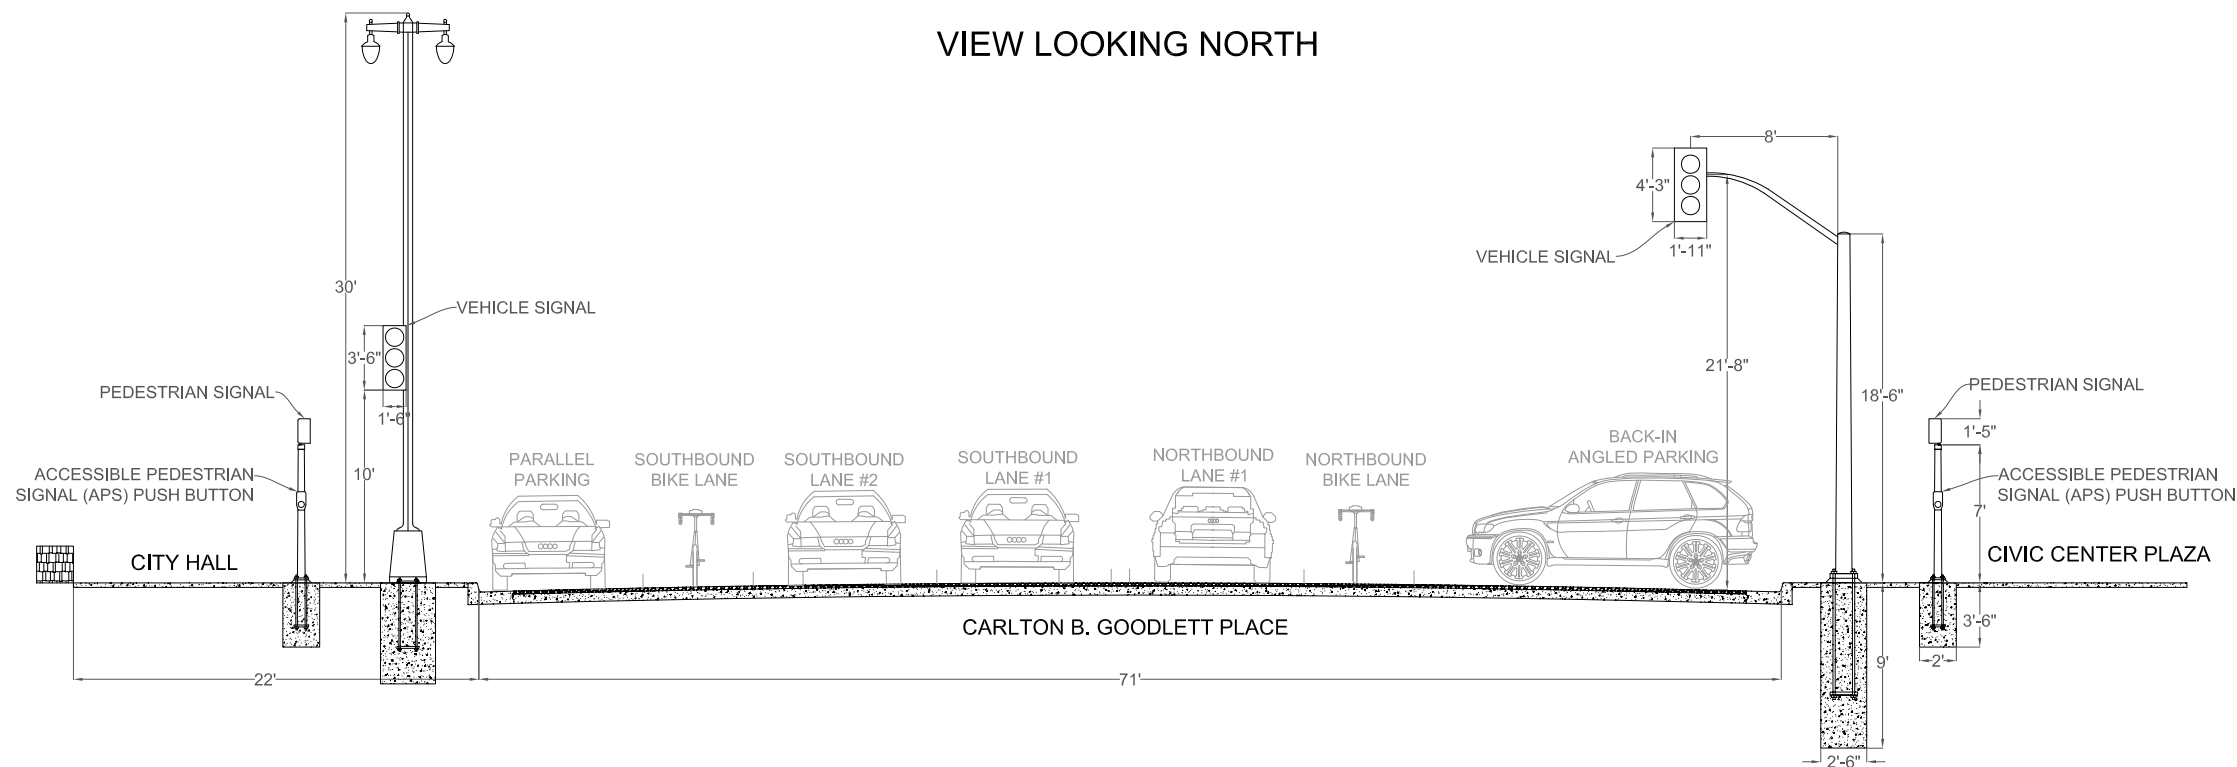 VIEW LOOKING NORTH
8'
4'-3"
1'-11"
VEHICLE SIGNAL
30'
VEHICLE SIGNAL
3'-6"
1'-6"
10'
21'-8"
18'-6"
PEDESTRIAN SIGNAL
ACCESSIBLE PEDESTRIAN
SIGNAL (APS) PUSH BUTTON
PARALLEL
PARKING
SOUTHBOUND
BIKE LANE
SOUTHBOUND
LANE #2
SOUTHBOUND
LANE #1
NORTHBOUND
LANE #1
NORTHBOUND
BIKE LANE
BACK-IN
ANGLED PARKING
PEDESTRIAN SIGNAL
1'-5"
ACCESSIBLE PEDESTRIAN
SIGNAL (APS) PUSH BUTTON
7'
CITY HALL
CIVIC CENTER PLAZA
CARLTON B. GOODLETT PLACE
3'-6"
2'
9'
22'
71'
2'-6"